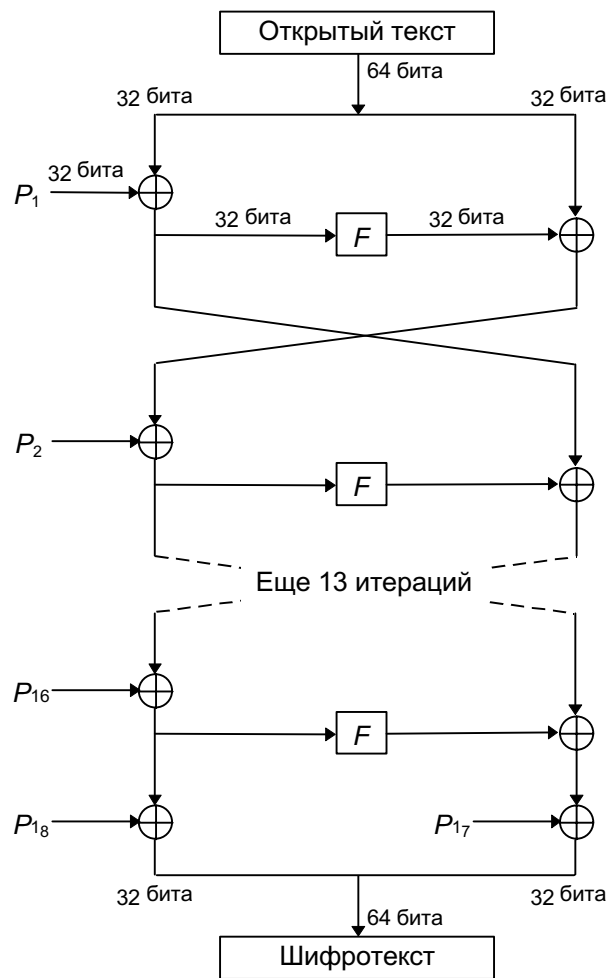 Открытый текст
64 бита
32 бита
32 бита
32 бита
P1
32 бита
F
32 бита
P2
F
Еще 13 итераций
P16
F
P18
P17
32 бита
32 бита
64 бита
Шифротекст